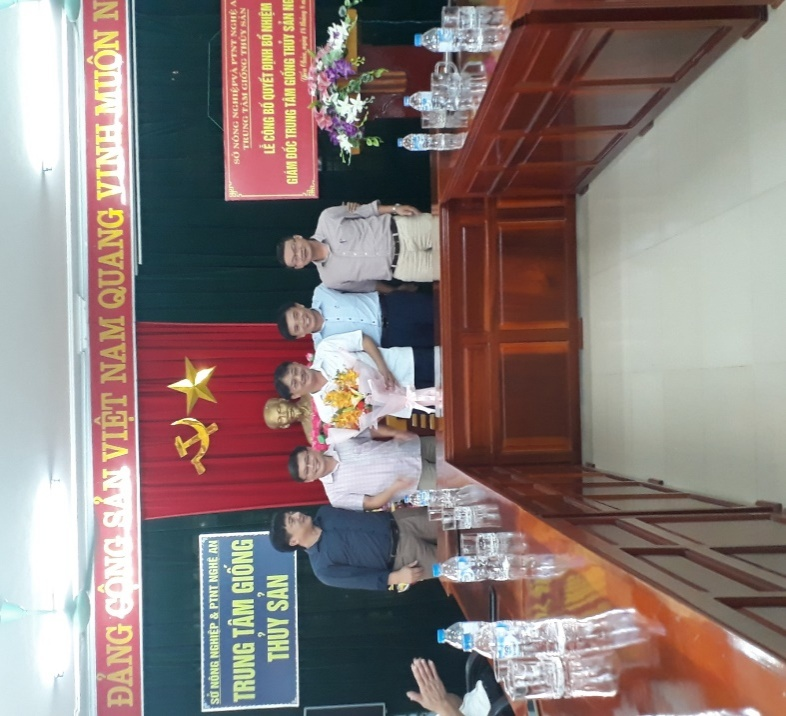 ĐẢNG CỘNG SẢN VIỆT NAM QUANG VINH MUÔN N
SỞ NÔNG NGHIỆP & PTNT NGHỆ AN
TRUNG TÂM GIỐNG
THỦY SẢN
SỞ NÔNG NGHIỆP VÀ PTNT NGHỆ A
TRUNG TÂM GIỐNG THỦY SẢN
LỄ CÔNG BỐ QUYẾT ĐỊNH BỔ NHIỆM
GIÁM ĐỐC TRUNG TÂM GIỐNG THỦY SẢN NG